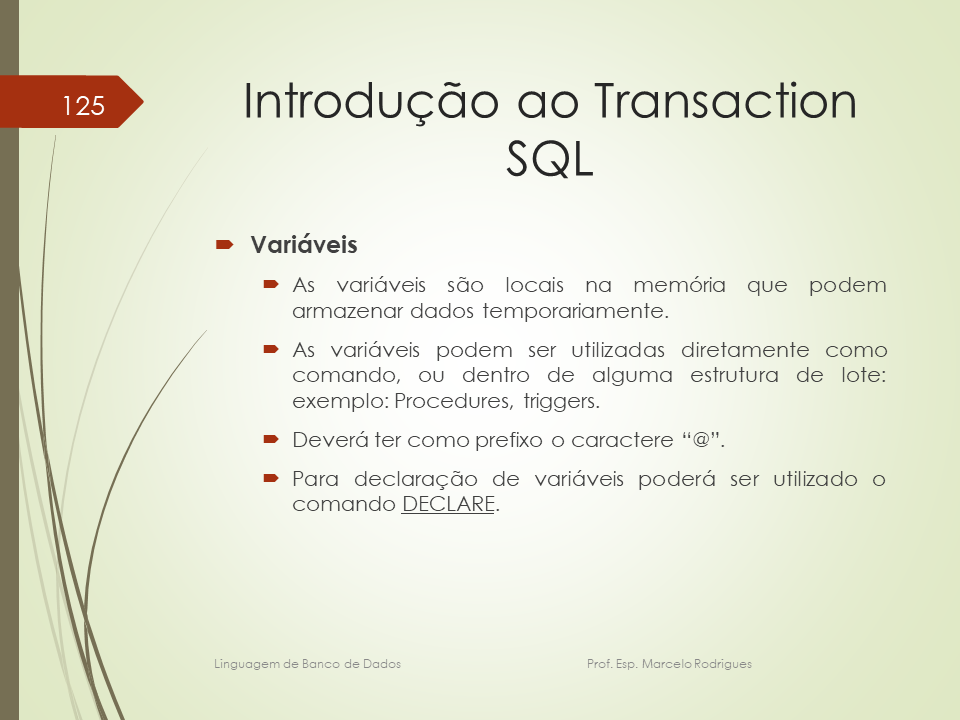 125
Introdução ao Transaction
SQL
Variáveis
As variáveis são locais na memória que podem
armazenar dados temporariamente.
As variáveis podem ser utilizadas diretamente como
comando, ou dentro de alguma estrutura de lote:
exemplo: Procedures, triggers.
Deverá ter como prefixo o caractere “@”.
Para declaração de variáveis poderá ser utilizado o
comando DECLARE.
Linguagem de Banco de Dados
Prof. Esp. Marcelo Rodrigues